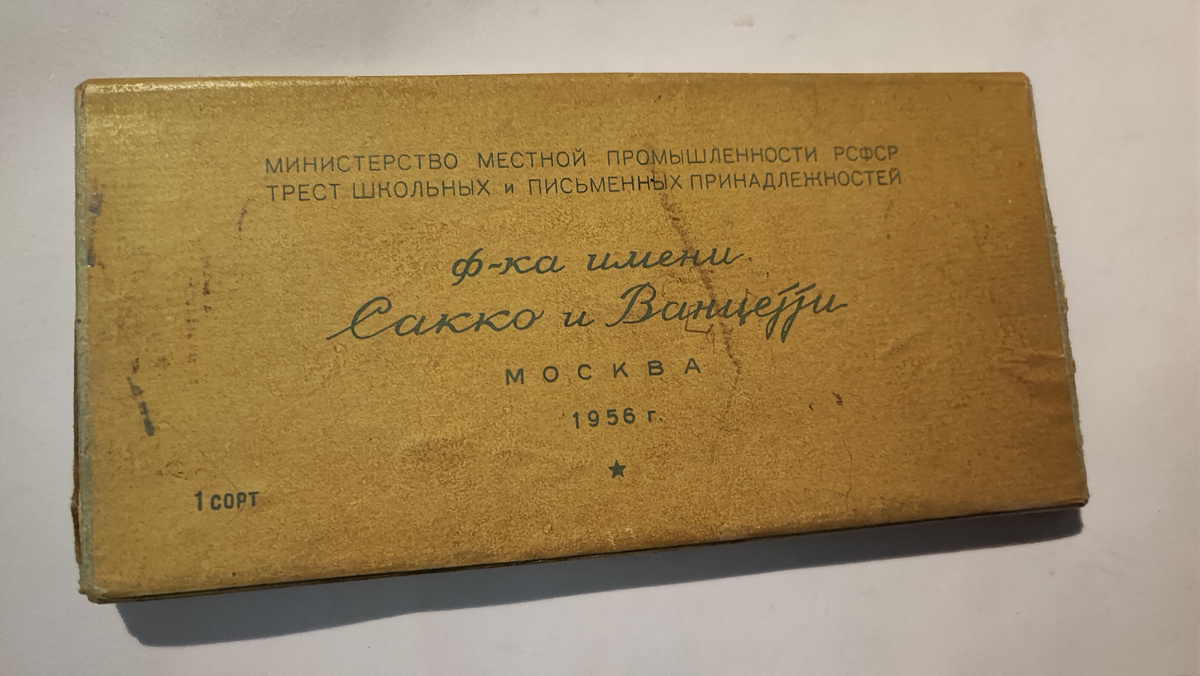 МИНИСТЕРСТВО МЕСТНОЙ ПРОМЫШЛЕННОСТИ РСФСР
ТРЕСТ ШКОЛЬНЫХ и ПИСЬМЕННЫХ ПРИНАДЛЕЖНОСТЕЙ
ф-ка имени
Сакко и Ванцетти
МОСКВА
1956 г.
1 СОРТ